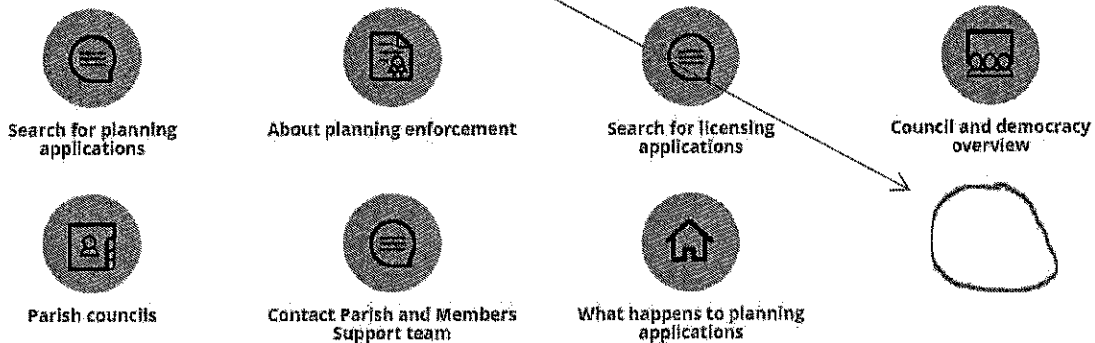 Search for planning
applications
About planning enforcement
Search for licensing
applications
Council and democracy
overview
Parish councils
Contact Parish and Members
Support team
What happens to planning
applications